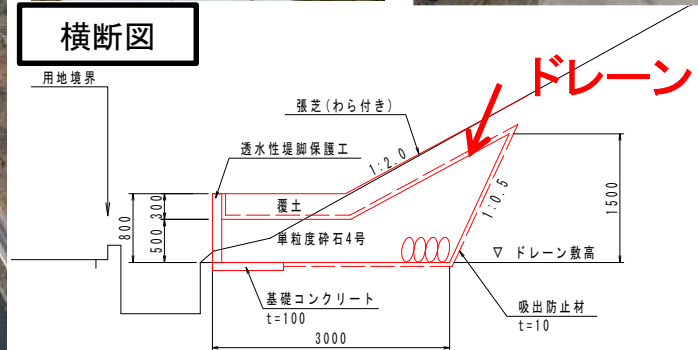 横断図
用地境界
ドレーン
張芝(わら付き)
透水性堤脚保護工
1:2.0
1:0.5
覆土
800
300
500
1500
単粒度砕石4号
▽ ドレーン敷高
基礎コンクリート
t=100
吸出防止材
t=10
3000